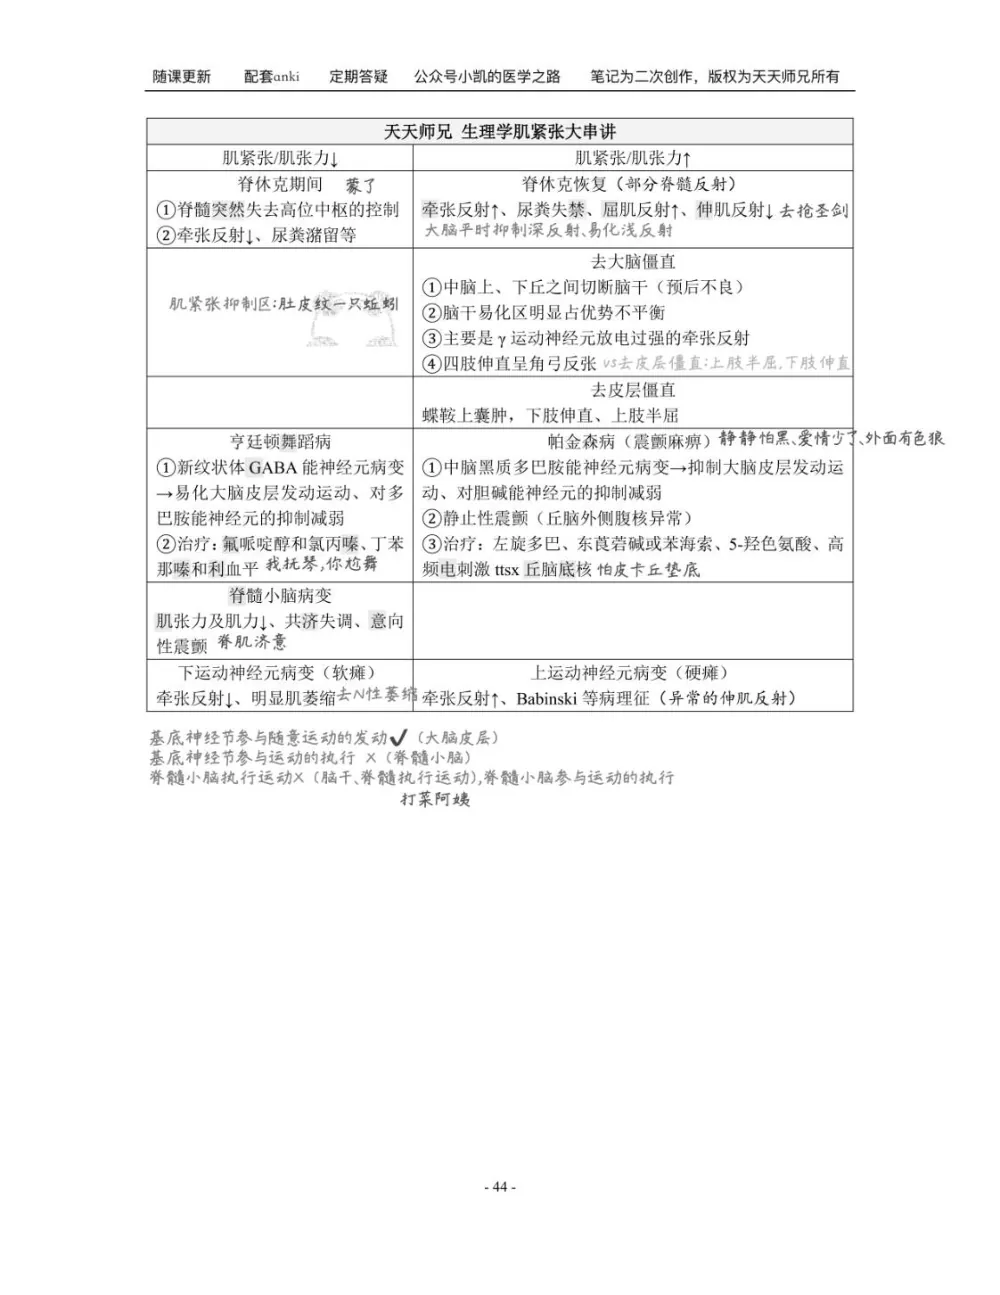 随课更新 配套anki 定期答疑 公众号小凯的医学之路 笔记为二次创作，版权为天天师兄所有
天天师兄 生理学肌紧张大串讲
肌紧张/肌张力↓
肌紧张/肌张力↑
脊休克期间 蒙了
①脊髓突然失去高位中枢的控制
②牵张反射↓、尿粪潴留等
脊休克恢复（部分脊髓反射）
牵张反射↑、尿粪失禁、屈肌反射↑、伸肌反射↓ 去抢圣剑
大脑平时抑制深反射、易化浅反射
肌紧张抑制区:肚皮纹一只蚯蚓
去大脑僵直
①中脑上、下丘之间切断脑干（预后不良）
②脑干易化区明显占优势不平衡
③主要是 γ 运动神经元放电过强的牵张反射
④四肢伸直呈角弓反张 vs去皮层僵直:上肢半屈,下肢伸直
去皮层僵直
蝶鞍上囊肿，下肢伸直、上肢半屈
亨廷顿舞蹈病
①新纹状体 GABA 能神经元病变
→易化大脑皮层发动运动、对多
巴胺能神经元的抑制减弱
②治疗：氟哌啶醇和氯丙嗪、丁苯
那嗪和利血平 我抚琴,你尬舞
帕金森病（震颤麻痹）静静怕黑、爱情少了、外面有色狼
①中脑黑质多巴胺能神经元病变→抑制大脑皮层发动运
动、对胆碱能神经元的抑制减弱
②静止性震颤（丘脑外侧腹核异常）
③治疗：左旋多巴、东莨菪碱或苯海索、5-羟色氨酸、高
频电刺激 ttsx 丘脑底核 怕皮卡丘垫底
脊髓小脑病变
肌张力及肌力↓、共济失调、意向
性震颤 脊肌济意
下运动神经元病变（软瘫）
牵张反射↓、明显肌萎缩去N性萎缩
上运动神经元病变（硬瘫）
牵张反射↑、Babinski 等病理征（异常的伸肌反射）
基底神经节参与随意运动的发动✔（大脑皮层）
基底神经节参与运动的执行 ×（脊髓小脑）
脊髓小脑执行运动×（脑干、脊髓执行运动）,脊髓小脑参与运动的执行
打菜阿姨
- 44 -